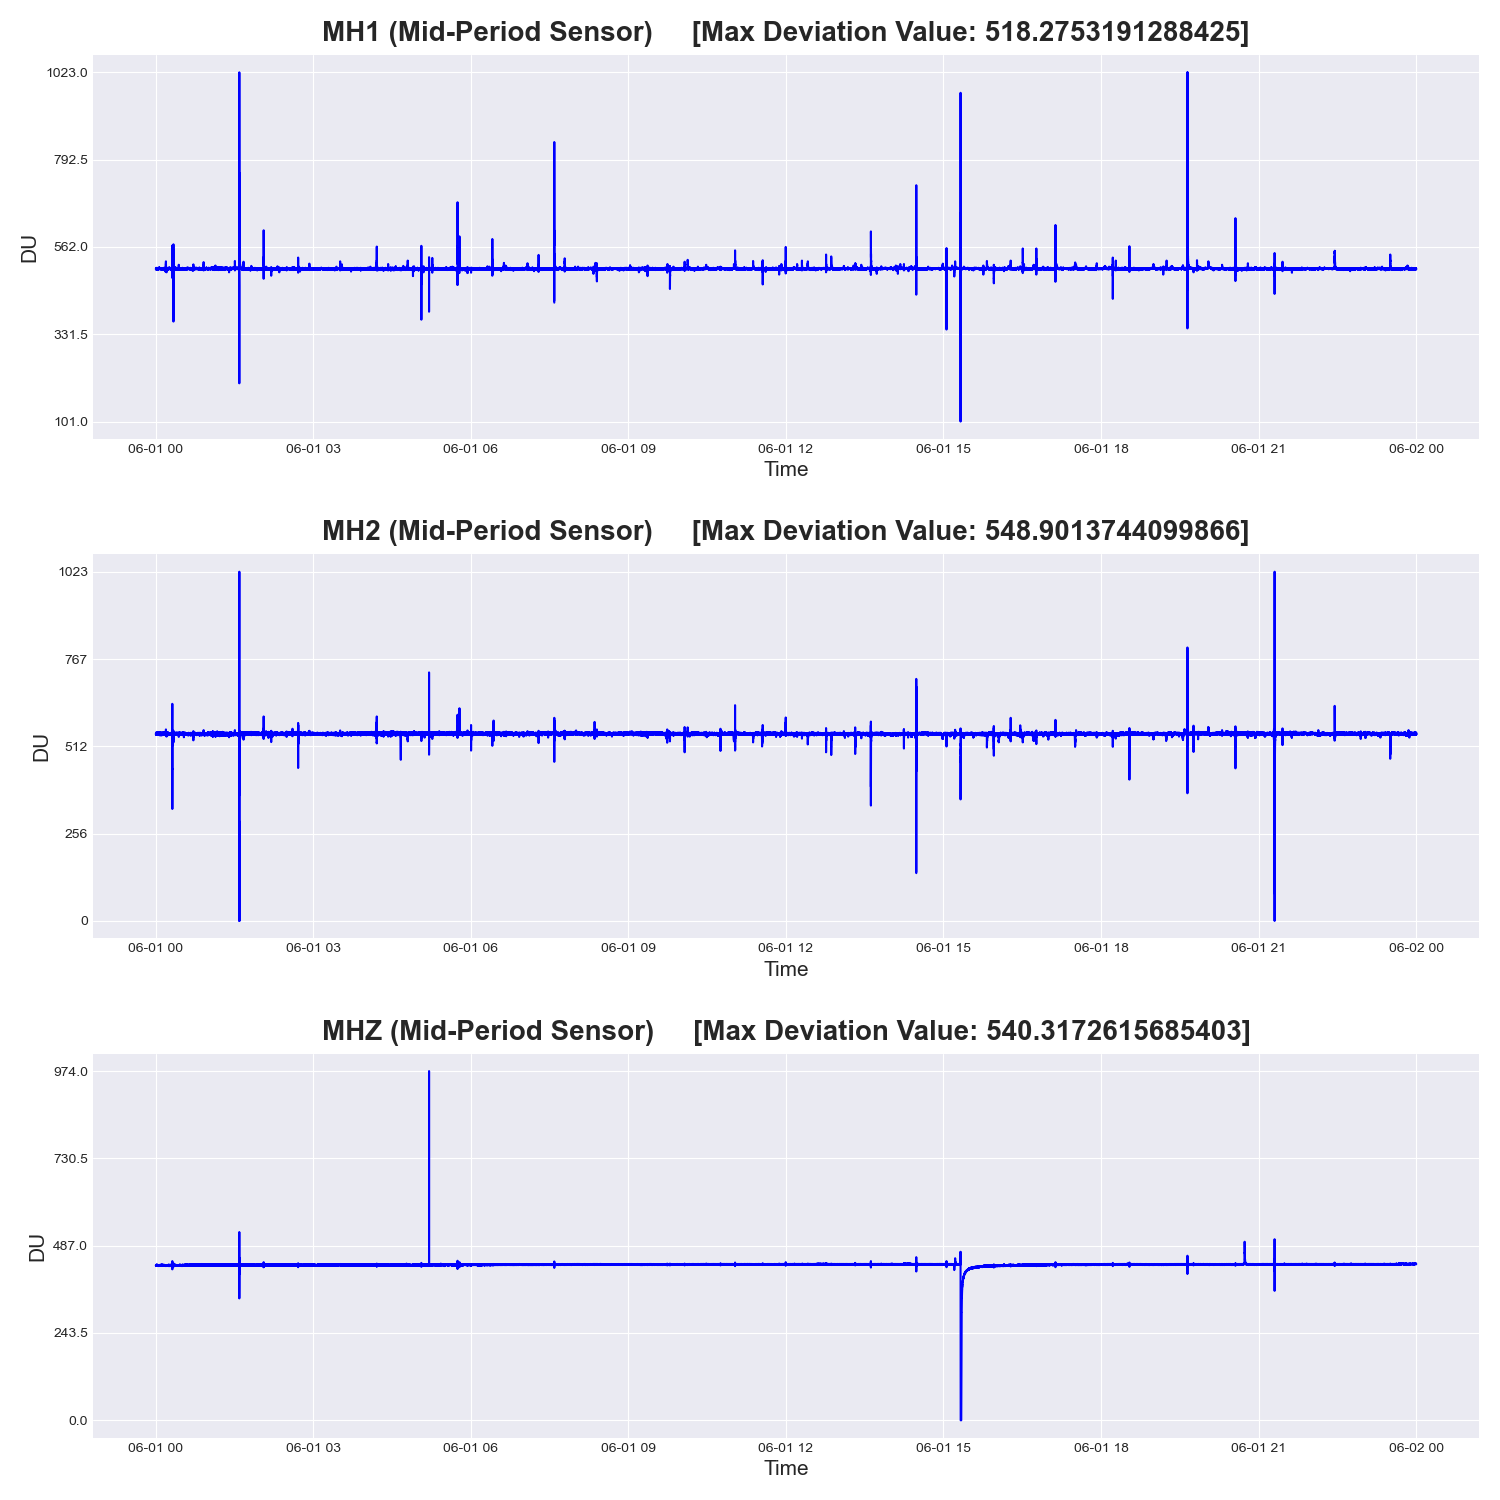 MH1 (Mid-Period Sensor) [Max Deviation Value: 518.2753191288425]
1023.0
792.5
562.0
331.5
101.0
DU
06-01 00 06-01 03 06-01 06 06-01 09 06-01 12 06-01 15 06-01 18 06-01 21 06-02 00
Time
MH2 (Mid-Period Sensor) [Max Deviation Value: 548.9013744099866]
1023
767
512
256
0
DU
06-01 00 06-01 03 06-01 06 06-01 09 06-01 12 06-01 15 06-01 18 06-01 21 06-02 00
Time
MHZ (Mid-Period Sensor) [Max Deviation Value: 540.3172615685403]
974.0
730.5
487.0
243.5
0.0
DU
06-01 00 06-01 03 06-01 06 06-01 09 06-01 12 06-01 15 06-01 18 06-01 21 06-02 00
Time